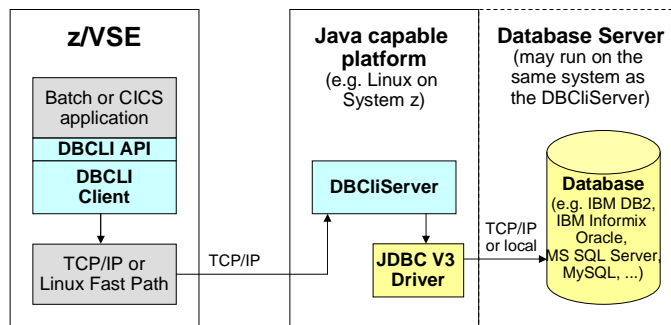 z/VSE
Batch or CICS
application
DBCLI API
DBCLI
Client
TCP/IP or
Linux Fast Path
TCP/IP
Java capable
platform
(e.g. Linux on
System z)
DBCliServer
JDBC V3
Driver
TCP/IP
or local
Database Server
(may run on the
same system as
the DBCliServer)
Database
(e.g. IBM DB2,
IBM Informix
Oracle,
MS SQL Server,
MySQL, ...)